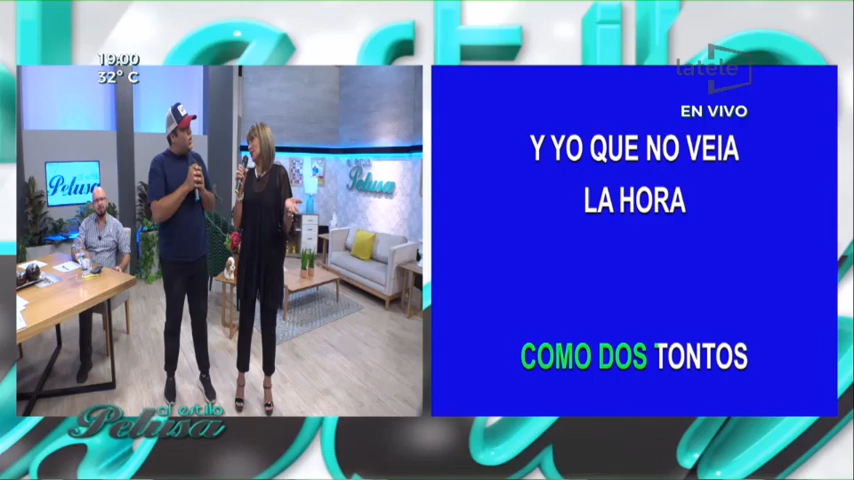 19:00
32° C
latele
EN VIVO
Y YO QUE NO VEIA
LA HORA
COMO DOS TONTOS
Pelusa
Pelusa
al estilo
Pelusa